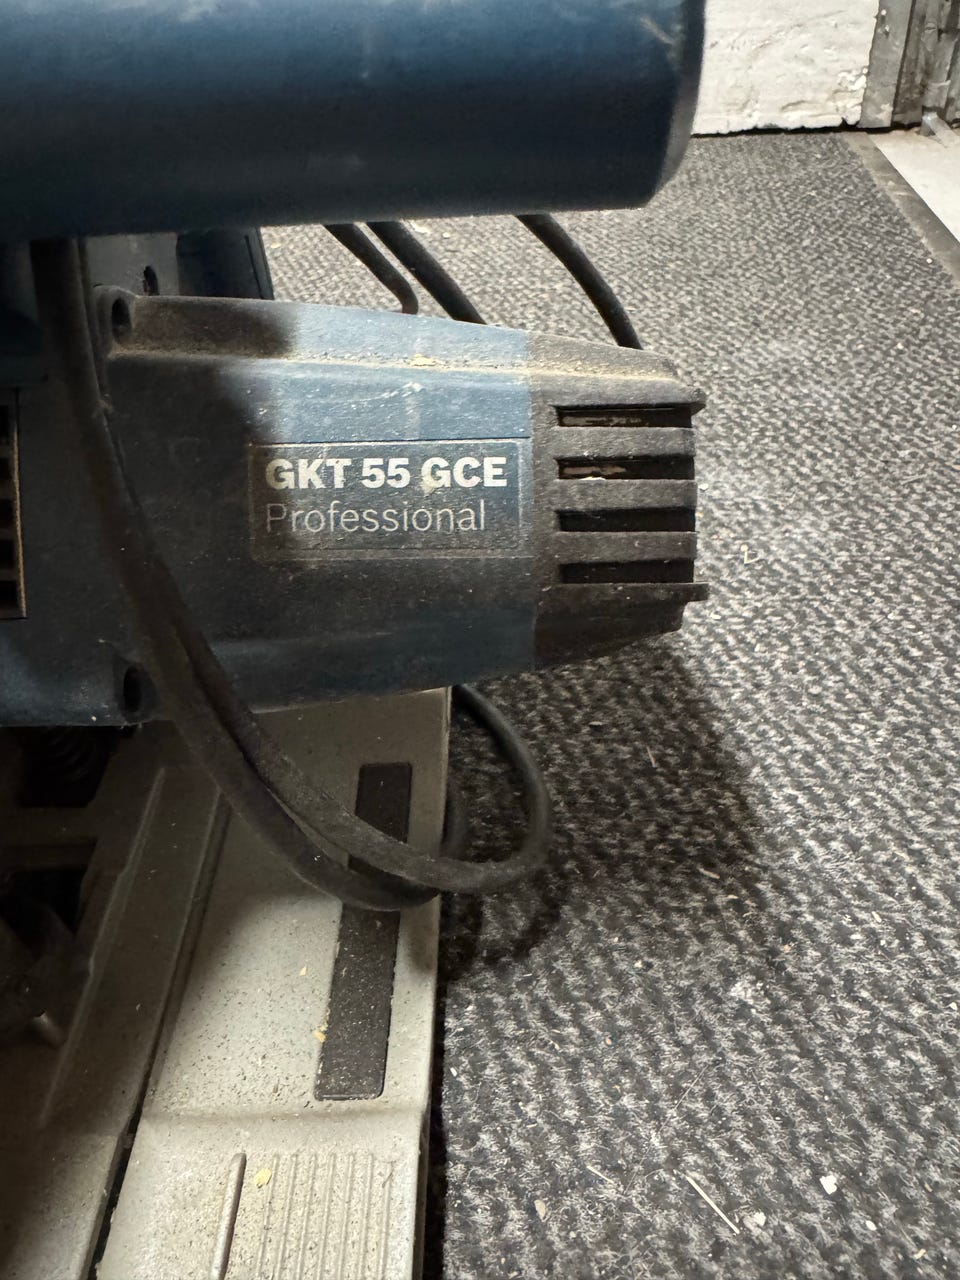 GKT 55 GCE
Professional